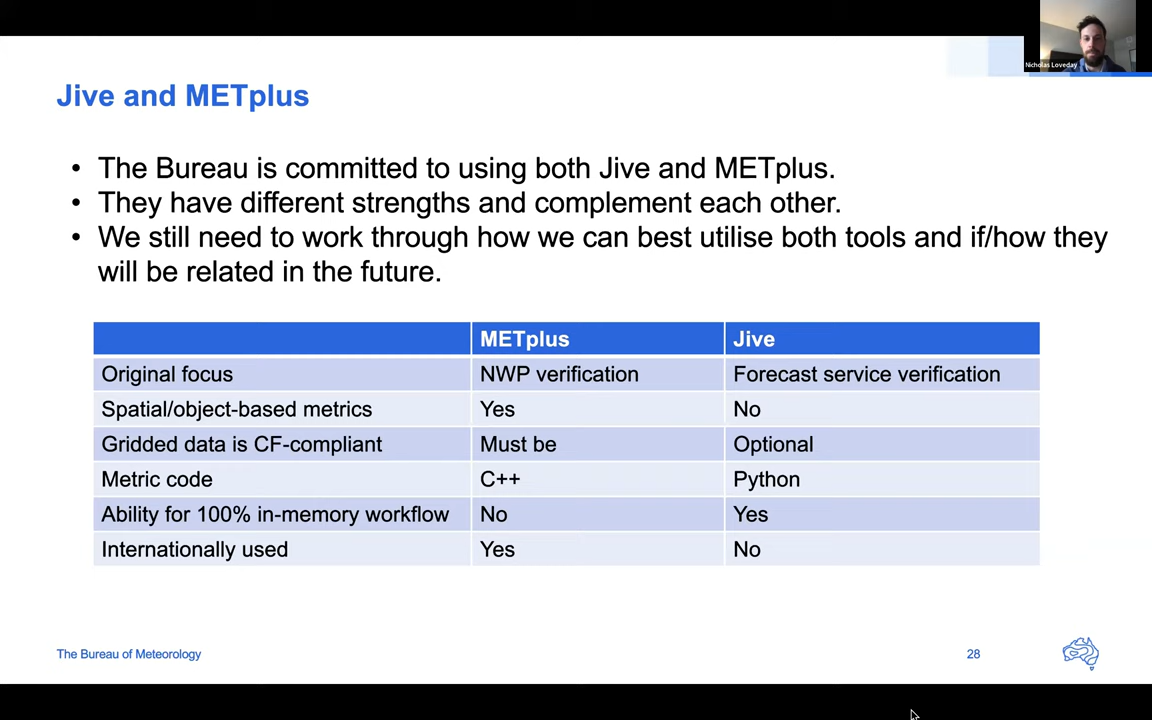 Nicholas Loveday
Jive and METplus
• The Bureau is committed to using both Jive and METplus.
• They have different strengths and complement each other.
• We still need to work through how we can best utilise both tools and if/how they
will be related in the future.
METplus Jive
Original focus NWP verification Forecast service verification
Spatial/object-based metrics Yes No
Gridded data is CF-compliant Must be Optional
Metric code C++ Python
Ability for 100% in-memory workflow No Yes
Internationally used Yes No
The Bureau of Meteorology 28